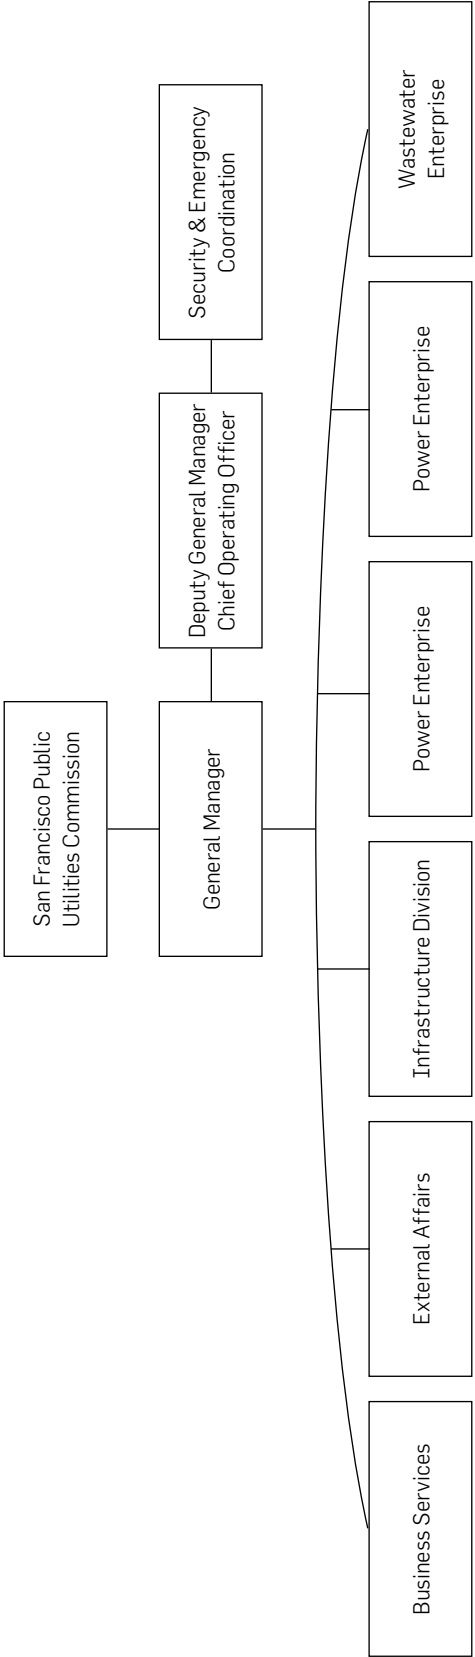 San Francisco Public
Utilities Commission
General Manager
Deputy General Manager
Chief Operating Officer
Security & Emergency
Coordination
Business Services
External Affairs
Infrastructure Division
Power Enterprise
Power Enterprise
Wastewater
Enterprise